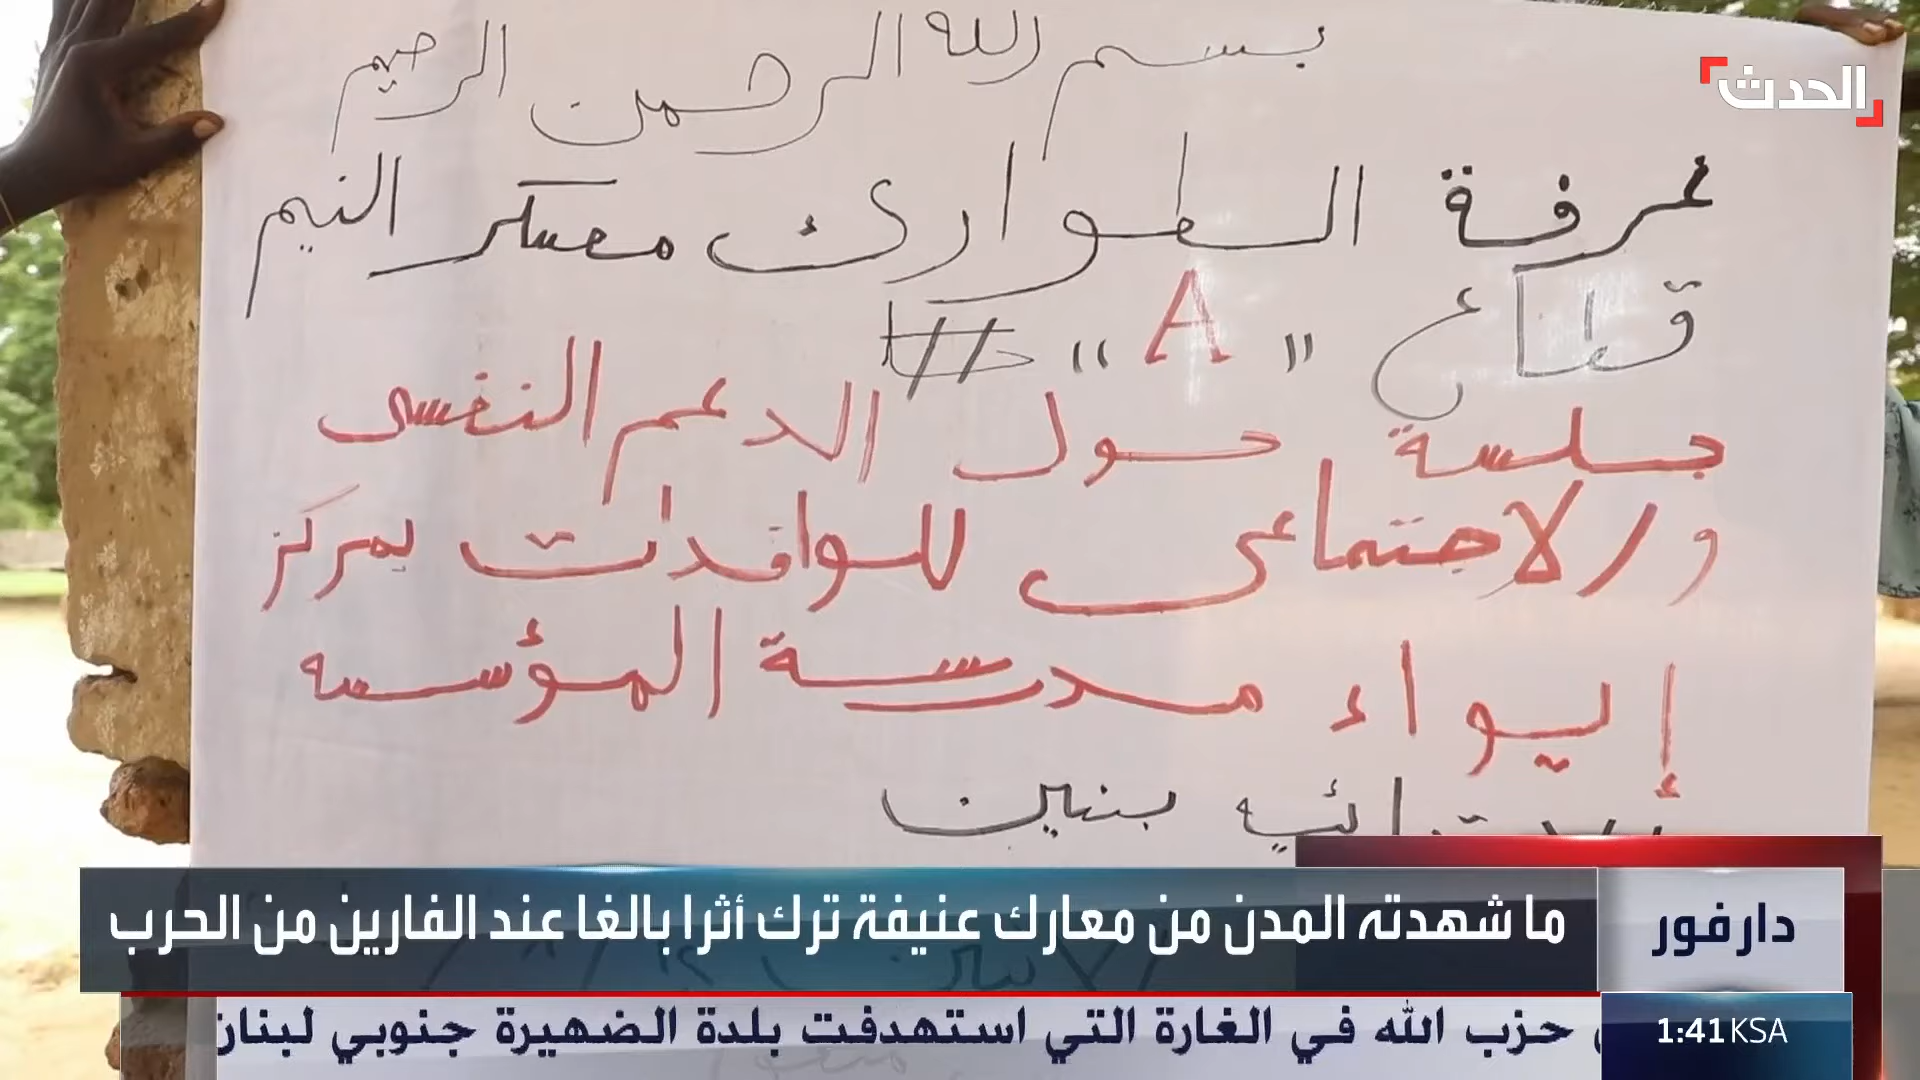 بسم الله الرحمن الرحيم
الحدث
غرفة الطوارئ معسكر النيم
قطاع "A"
جلسة حول الدعم النفسى
والاجتماعى للوافدات بمركز
إيواء مدرسة المؤسسه
بنين
دارفور
ما شهدته المدن من معارك عنيفة ترك أثرا بالغا عند الفارين من الحرب
1:41 KSA
حزب الله في الغارة التي استهدفت بلدة الضهيرة جنوبي لبنان